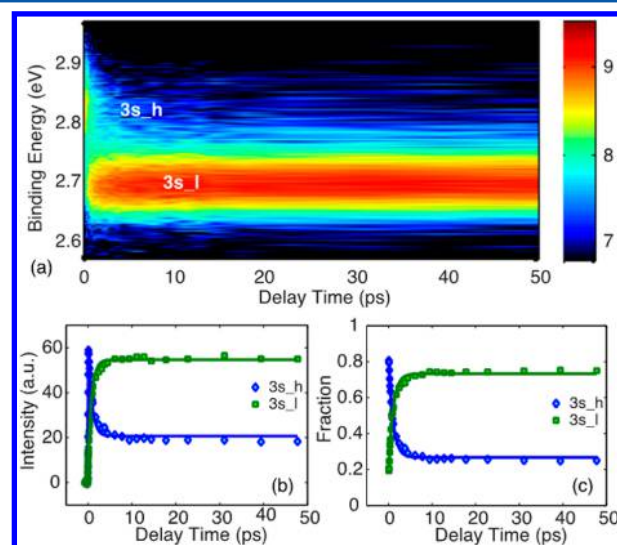 2.9
2.8
2.7
2.6
Binding Energy (eV)
3s_h
3s_l
9
8
7
(a)
0 10 20 30 40 50
Delay Time (ps)
60
40
20
0
Intensity (a.u.)
3s_h
3s_l
(b)
0 10 20 30 40 50
Delay Time (ps)
1
0.8
0.6
0.4
0.2
Fraction
3s_h
3s_l
(c)
0 10 20 30 40 50
Delay Time (ps)